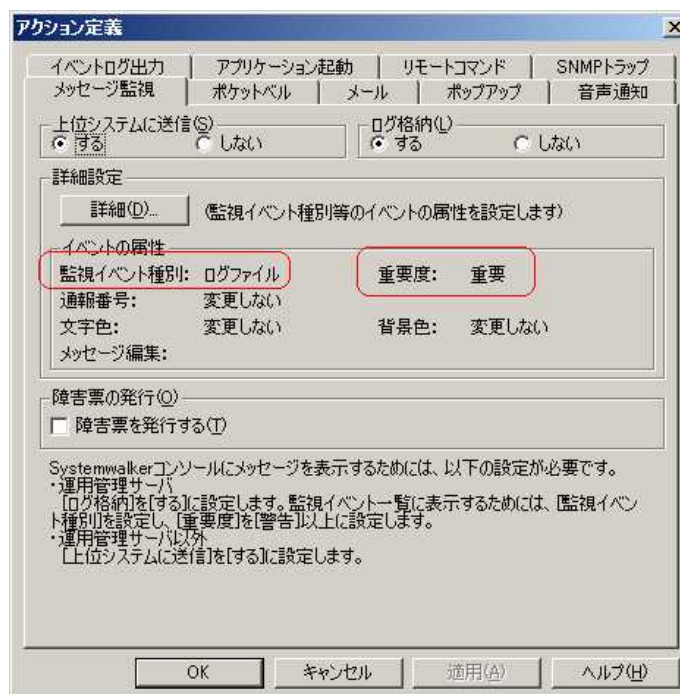 アクション定義
イベントログ出力 アプリケーション起動 リモートコマンド SNMPトラップ
メッセージ監視 ポケットベル メール ポップアップ 音声通知
上位システムに送信(S) ログ格納(L)
する しない する しない
詳細設定
詳細(D)... (監視イベント種別等のイベントの属性を設定します)
イベントの属性
監視イベント種別: ログファイル 重要度: 重要
通報番号: 変更しない
文字色: 変更しない 背景色: 変更しない
メッセージ編集:
障害票の発行(O)
障害票を発行する(T)
Systemwalkerコンソールにメッセージを表示するためには、以下の設定が必要です。
・運用管理サーバ
[ログ格納]を[する]に設定します。監視イベント一覧に表示するためには、[監視イベン
ト種別]を設定し、[重要度]を[警告]以上に設定します。
・運用管理サーバ以外
[上位システムに送信]を[する]に設定します。
OK キャンセル 適用(A) ヘルプ(H)